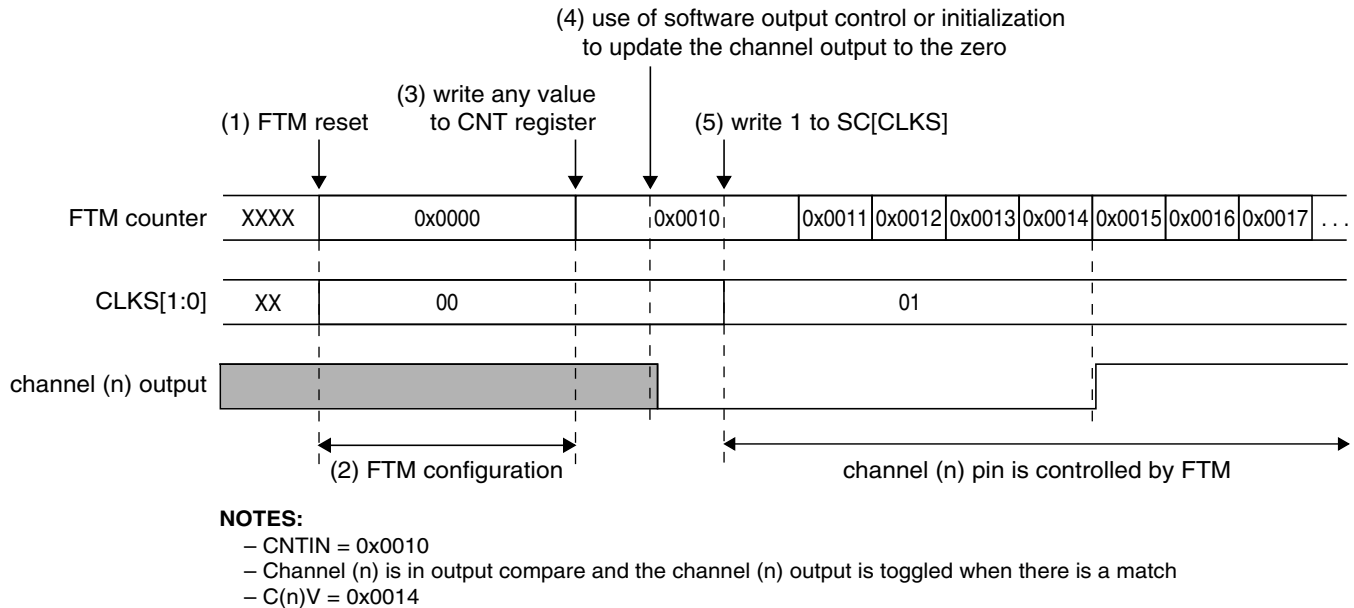 (4) use of software output control or initialization
to update the channel output to the zero
(3) write any value
to CNT register
(1) FTM reset
(5) write 1 to SC[CLKS]
FTM counter XXXX 0x0000 0x0010 0x0011 0x0012 0x0013 0x0014 0x0015 0x0016 0x0017 . . .
CLKS[1:0] XX 00 01
channel (n) output
(2) FTM configuration
channel (n) pin is controlled by FTM
NOTES:
– CNTIN = 0x0010
– Channel (n) is in output compare and the channel (n) output is toggled when there is a match
– C(n)V = 0x0014